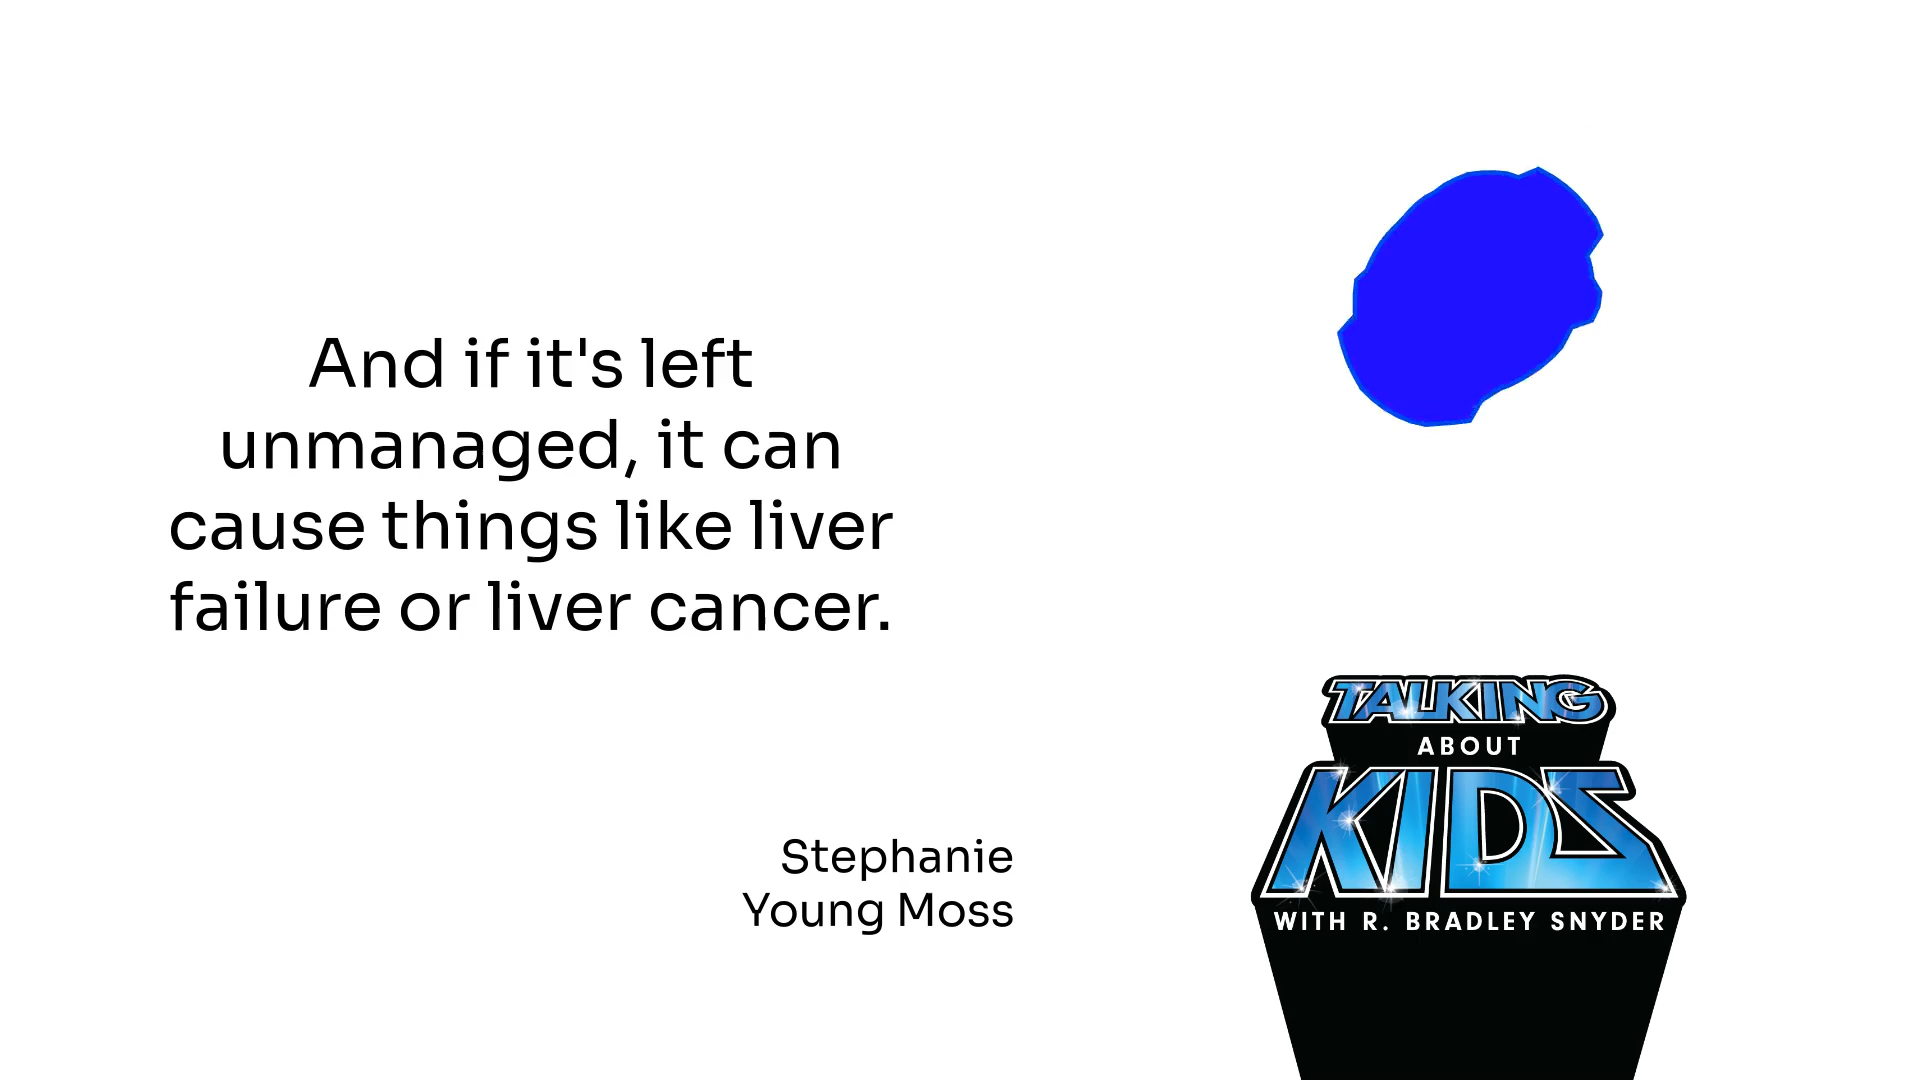 And if it's left
unmanaged, it can
cause things like liver
failure or liver cancer.
Stephanie
Young Moss
TALKING
ABOUT
KIDS
WITH R. BRADLEY SNYDER